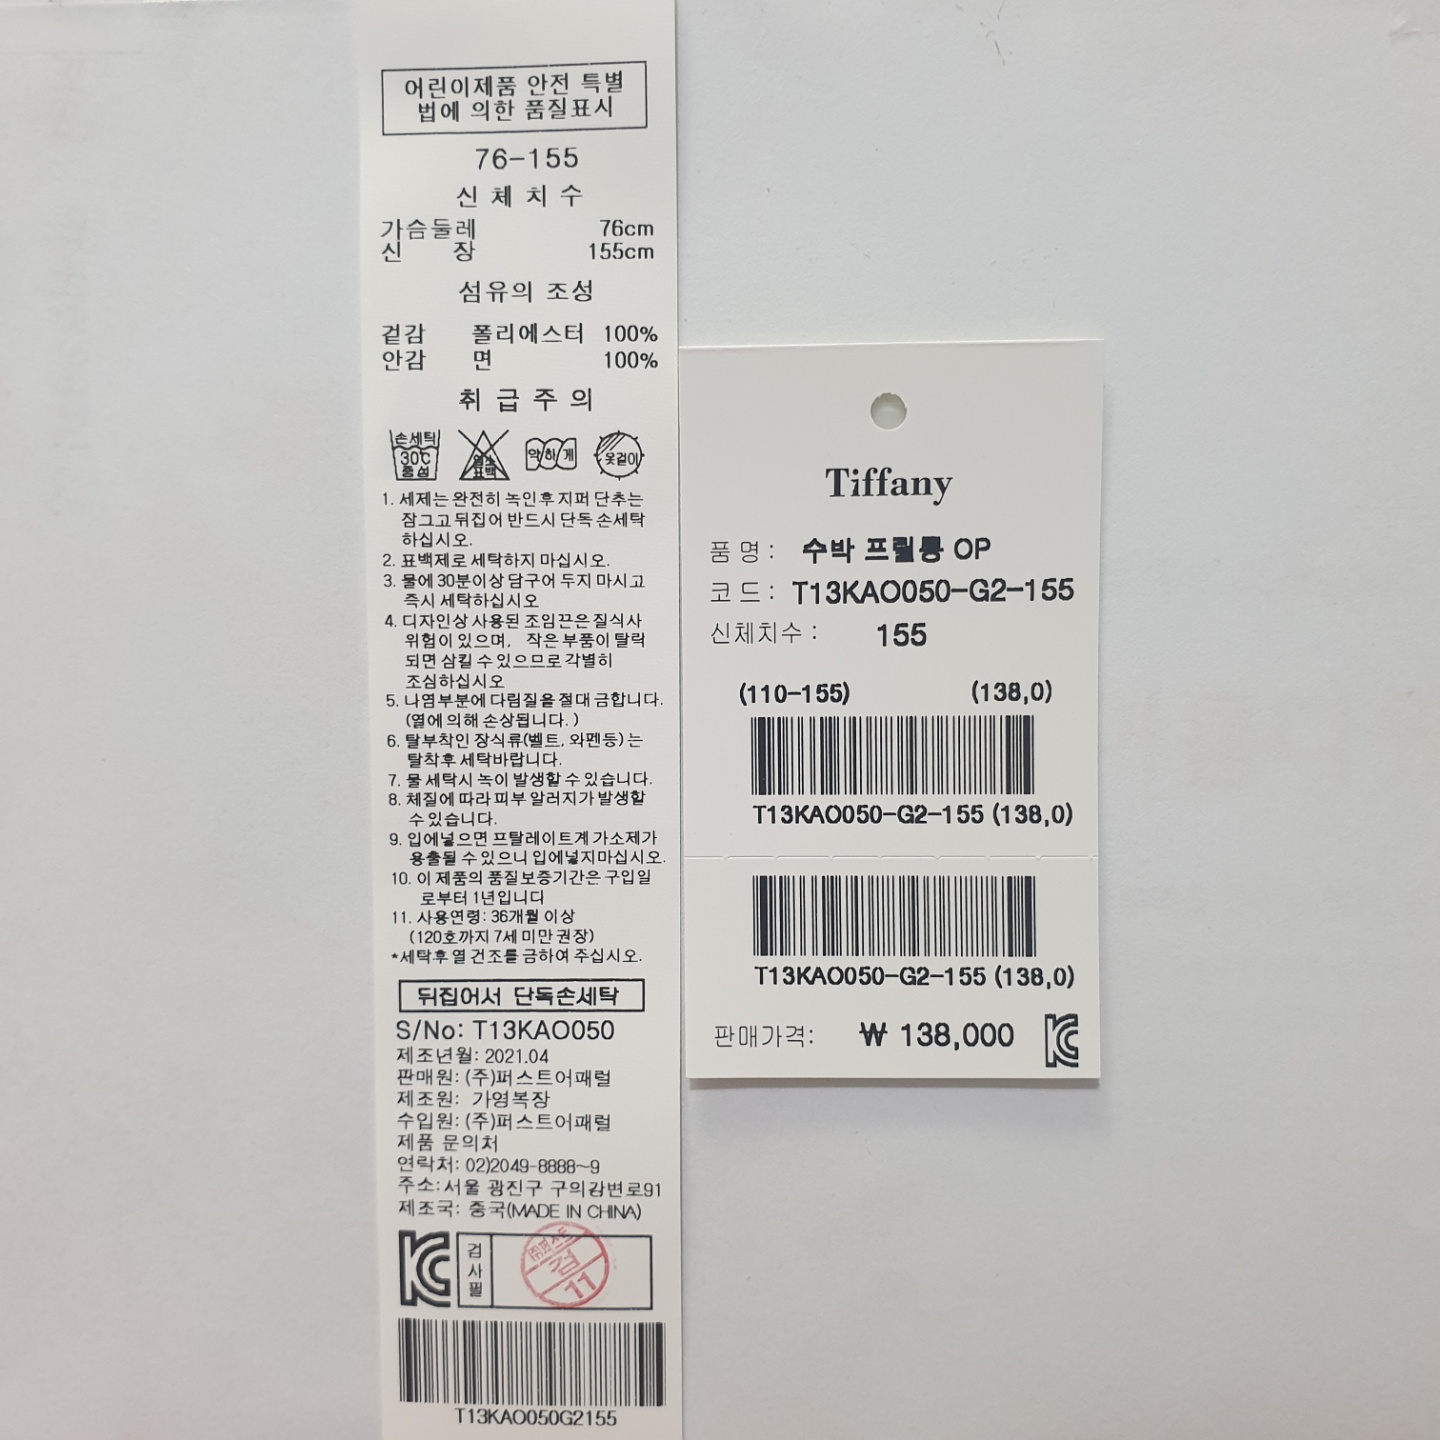 어린이제품 안전 특별
법에 의한 품질표시
76-155
신 체 치 수
가슴둘레 76cm
신 장 155cm
섬유의 조성
겉감 폴리에스터 100%
안감 면 100%
취 급 주 의
손세탁
30℃
중성
염소
표백
약하게
옷걸이
1. 세제는 완전히 녹인후 지퍼 단추는
잠그고 뒤집어 반드시 단독 손세탁
하십시오.
2. 표백제로 세탁하지 마십시오.
3. 물에 30분이상 담구어 두지 마시고
즉시 세탁하십시오
4. 디자인상 사용된 조임끈은 질식사
위험이 있으며, 작은 부품이 탈락
되면 삼킬 수 있으므로 각별히
조심하십시오
5. 나염부분에 다림질을 절대 금합니다.
(열에 의해 손상됩니다.)
6. 탈부착인 장식류(벨트, 와펜등)는
탈착후 세탁바랍니다.
7. 물 세탁시 녹이 발생할 수 있습니다.
8. 체질에 따라 피부 알러지가 발생할
수 있습니다.
9. 입에넣으면 프탈레이트계 가소제가
용출될 수 있으니 입에넣지마십시오.
10. 이 제품의 품질보증기간은 구입일
로부터 1년입니다
11. 사용연령: 36개월 이상
(120호까지 7세 미만 권장)
*세탁후 열 건조를 금하여 주십시오.
뒤집어서 단독손세탁
S/No: T13KAO050
제조년월: 2021.04
판매원: (주)퍼스트어패럴
제조원: 가영복장
수입원: (주)퍼스트어패럴
제품 문의처
연락처: 02)2049-8888~9
주소: 서울 광진구 구의강변로91
제조국: 중국(MADE IN CHINA)
KC
검사필
검
11
T13KAO050G2155
Tiffany
품 명 : 수박 프릴롱 OP
코 드 : T13KAO050-G2-155
신체치수 : 155
(110-155) (138,0)
T13KAO050-G2-155 (138,0)
T13KAO050-G2-155 (138,0)
판매가격: ₩ 138,000
KC